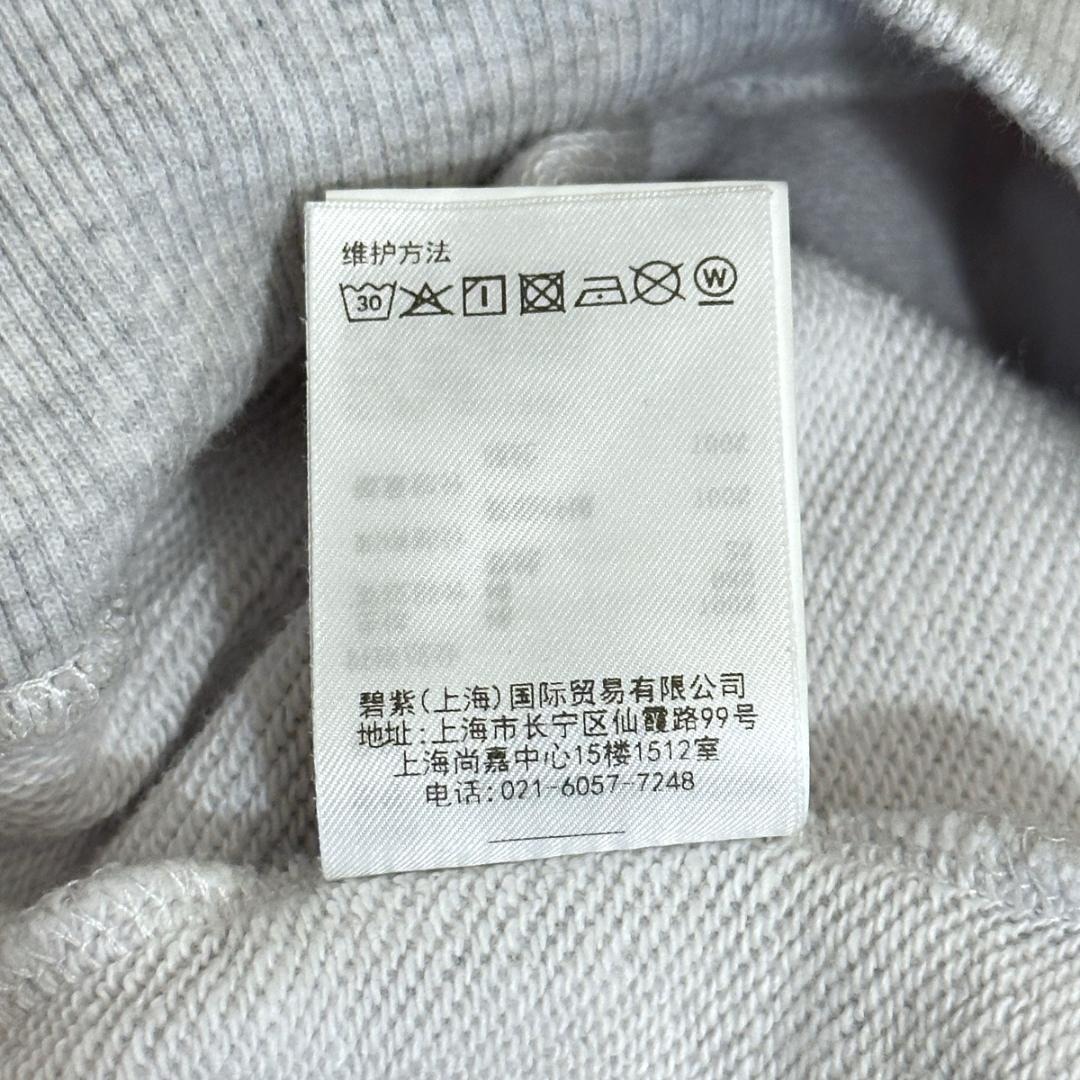 维护方法
30 W
碧紫(上海)国际贸易有限公司
地址:上海市长宁区仙霞路99号
上海尚嘉中心15楼1512室
电话:021-6057-7248